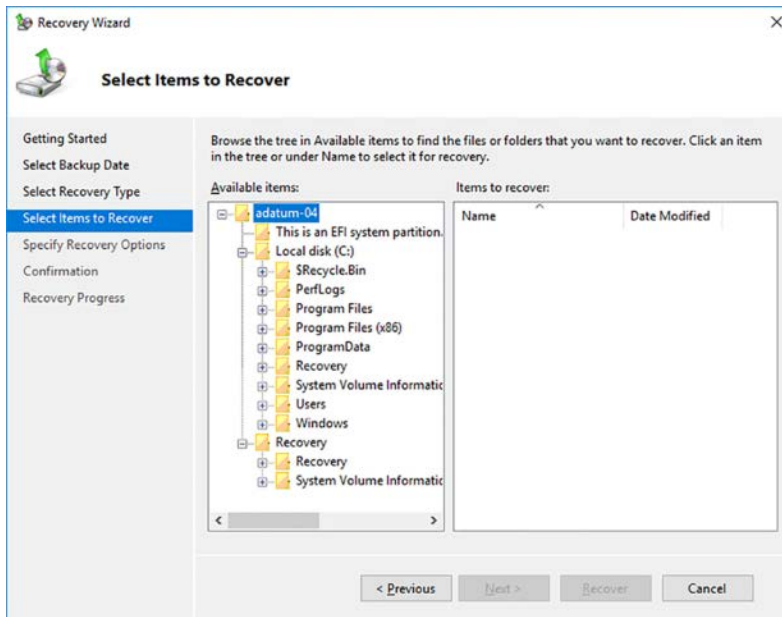 Recovery Wizard
Select Items to Recover
Getting Started
Select Backup Date
Select Recovery Type
Select Items to Recover
Specify Recovery Options
Confirmation
Recovery Progress
Browse the tree in Available items to find the files or folders that you want to recover. Click an item
in the tree or under Name to select it for recovery.
Available items:
adatum-04
This is an EFI system partition.
Local disk (C:)
$Recycle.Bin
PerfLogs
Program Files
Program Files (x86)
ProgramData
Recovery
System Volume Informatic
Users
Windows
Recovery
Recovery
System Volume Informatic
Items to recover:
Name Date Modified
< Previous Next > Recover Cancel